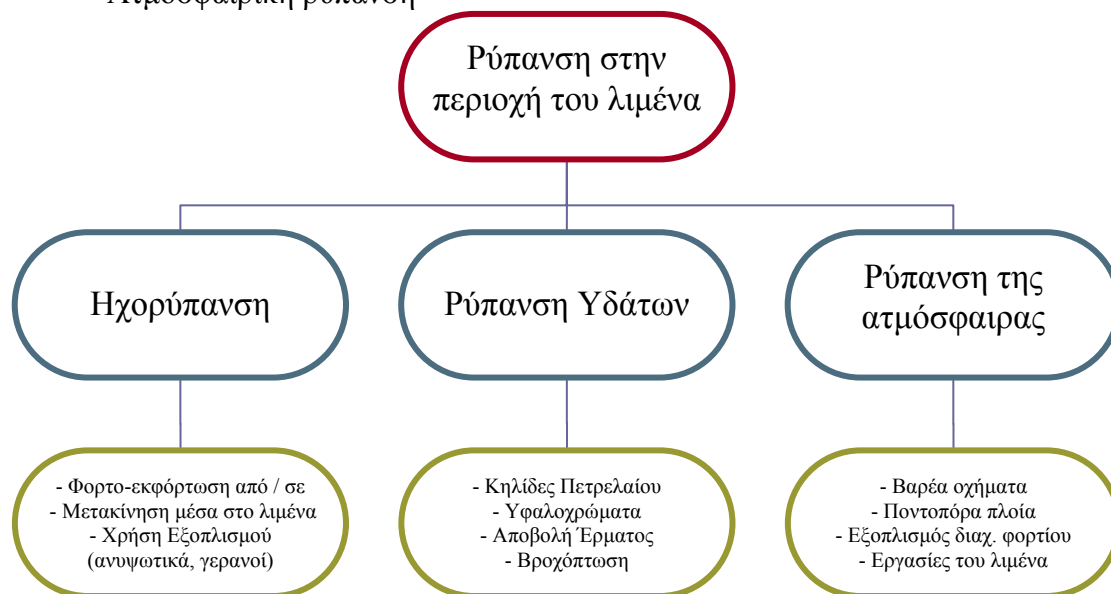 Ατμοσφαιρική ρύπανση
Ρύπανση στην
περιοχή του λιμένα
Ηχορύπανση
Ρύπανση Υδάτων
Ρύπανση της
ατμόσφαιρας
- Φορτο-εκφόρτωση από / σε
- Μετακίνηση μέσα στο λιμένα
- Χρήση Εξοπλισμού
(ανυψωτικά, γερανοί)
- Κηλίδες Πετρελαίου
- Υφαλοχρώματα
- Αποβολή Έρματος
- Βροχόπτωση
- Βαρέα οχήματα
- Ποντοπόρα πλοία
- Εξοπλισμός διαχ. φορτίου
- Εργασίες του λιμένα